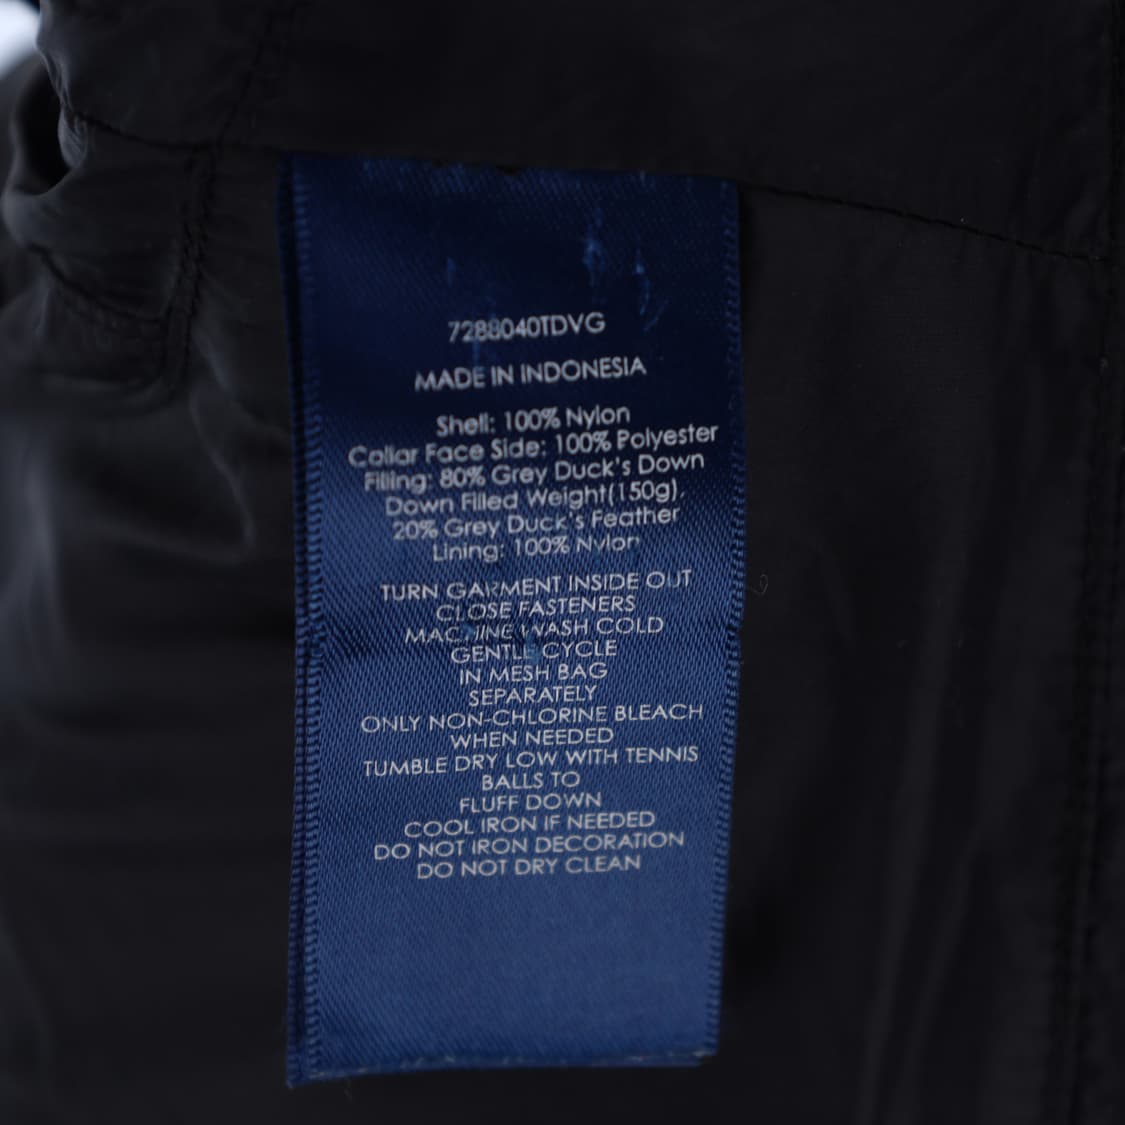 7288040TDVG
MADE IN INDONESIA
Shell: 100% Nylon
Collar Face Side: 100% Polyester
Filling: 80% Grey Duck's Down
Down Filled Weight(150g).
20% Grey Duck's Feather
Lining: 100% Nylon
TURN GARMENT INSIDE OUT
CLOSE FASTENERS
MACHINE WASH COLD
GENTLE CYCLE
IN MESH BAG
SEPARATELY
ONLY NON-CHLORINE BLEACH
WHEN NEEDED
TUMBLE DRY LOW WITH TENNIS
BALLS TO
FLUFF DOWN
COOL IRON IF NEEDED
DO NOT IRON DECORATION
DO NOT DRY CLEAN